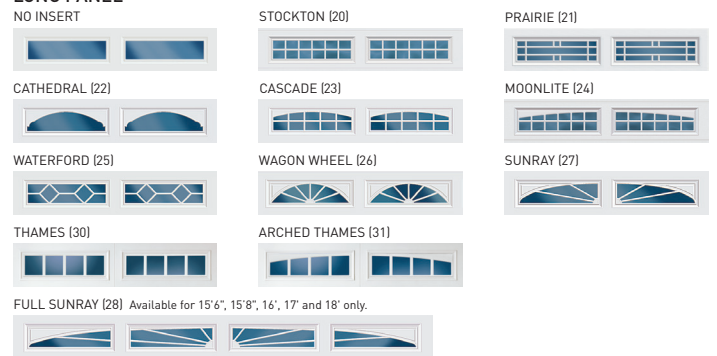 LONG PANEL
NO INSERT
STOCKTON (20)
PRAIRIE (21)
CATHEDRAL (22)
CASCADE (23)
MOONLITE (24)
WATERFORD (25)
WAGON WHEEL (26)
SUNRAY (27)
THAMES (30)
ARCHED THAMES (31)
FULL SUNRAY (28) Available for 15'6", 15'8", 16', 17' and 18' only.